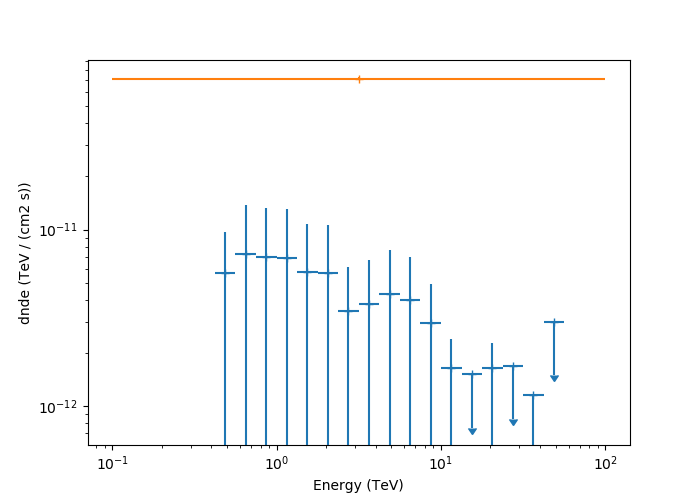 dnde (TeV / (cm2 s))
10⁻¹¹
10⁻¹²
10⁻¹ 10⁰ 10¹ 10²
Energy (TeV)